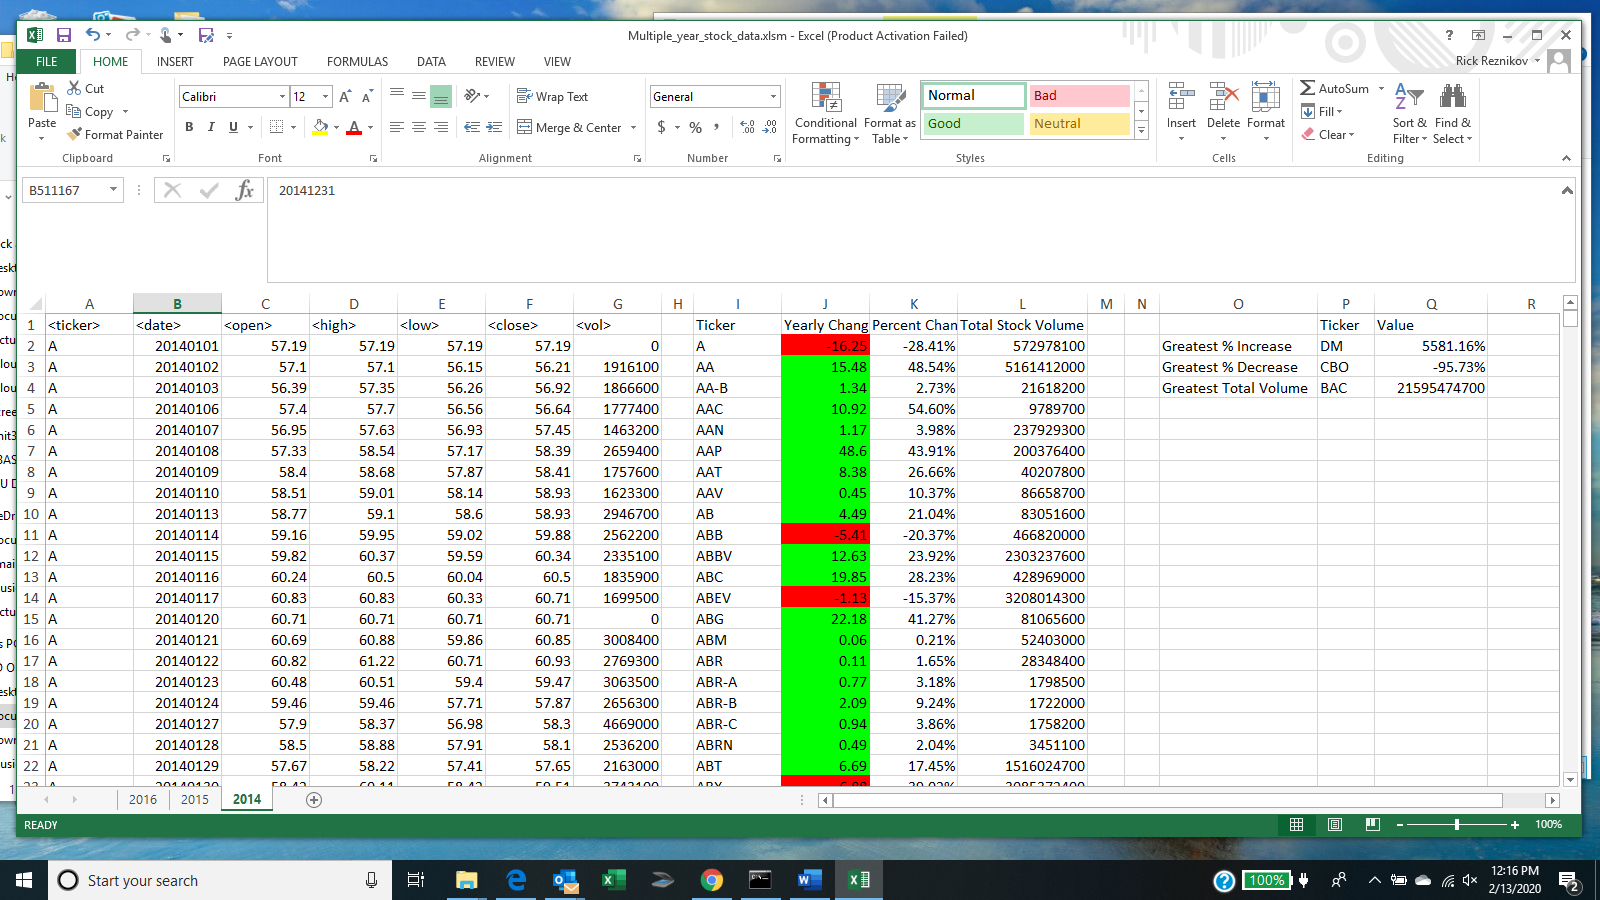 Multiple_year_stock_data.xlsm - Excel (Product Activation Failed)
FILE HOME INSERT PAGE LAYOUT FORMULAS DATA REVIEW VIEW
Rick Reznikov
Paste
Cut
Copy
Format Painter
Clipboard
Calibri 12
B I U
Font
Wrap Text
Merge & Center
Alignment
General
$ % ,
Number
Conditional Formatting
Format as Table
Normal Bad
Good Neutral
Styles
Insert Delete Format
Cells
AutoSum
Fill
Clear
Sort & Filter
Find & Select
Editing
B511167 fx 20141231
A B C D E F G H I J K L M N O P Q R
1 <ticker> <date> <open> <high> <low> <close> <vol> Ticker Yearly Chang Percent Chan Total Stock Volume Ticker Value
2 A 20140101 57.19 57.19 57.19 57.19 0 A -16.25 -28.41% 572978100 Greatest % Increase DM 5581.16%
3 A 20140102 57.1 57.1 56.15 56.21 1916100 AA 15.48 48.54% 5161412000 Greatest % Decrease CBO -95.73%
4 A 20140103 56.39 57.35 56.26 56.92 1866600 AA-B 1.34 2.73% 21618200 Greatest Total Volume BAC 21595474700
5 A 20140106 57.4 57.7 56.56 56.64 1777400 AAC 10.92 54.60% 9789700
6 A 20140107 56.95 57.63 56.93 57.45 1463200 AAN 1.17 3.98% 237929300
7 A 20140108 57.33 58.54 57.17 58.39 2659400 AAP 48.6 43.91% 200376400
8 A 20140109 58.4 58.68 57.87 58.41 1757600 AAT 8.38 26.66% 40207800
9 A 20140110 58.51 59.01 58.14 58.93 1623300 AAV 0.45 10.37% 86658700
10 A 20140113 58.77 59.1 58.6 58.93 2946700 AB 4.49 21.04% 83051600
11 A 20140114 59.16 59.95 59.02 59.88 2562200 ABB -5.41 -20.37% 466820000
12 A 20140115 59.82 60.37 59.59 60.34 2335100 ABBV 12.63 23.92% 2303237600
13 A 20140116 60.24 60.5 60.04 60.5 1835900 ABC 19.85 28.23% 428969000
14 A 20140117 60.83 60.83 60.33 60.71 1699500 ABEV -1.13 -15.37% 3208014300
15 A 20140120 60.71 60.71 60.71 60.71 0 ABG 22.18 41.27% 81065600
16 A 20140121 60.69 60.88 59.86 60.85 3008400 ABM 0.06 0.21% 52403000
17 A 20140122 60.82 61.22 60.71 60.93 2769300 ABR 0.11 1.65% 28348400
18 A 20140123 60.48 60.51 59.4 59.47 3063500 ABR-A 0.77 3.18% 1798500
19 A 20140124 59.46 59.46 57.71 57.87 2656300 ABR-B 2.09 9.24% 1722000
20 A 20140127 57.9 58.37 56.98 58.3 4669000 ABR-C 0.94 3.86% 1758200
21 A 20140128 58.5 58.88 57.91 58.1 2536200 ABRN 0.49 2.04% 3451100
22 A 20140129 57.67 58.22 57.41 57.65 2163000 ABT 6.69 17.45% 1516024700
2016 2015 2014
READY
100%
Start your search
100%
12:16 PM
2/13/2020
2